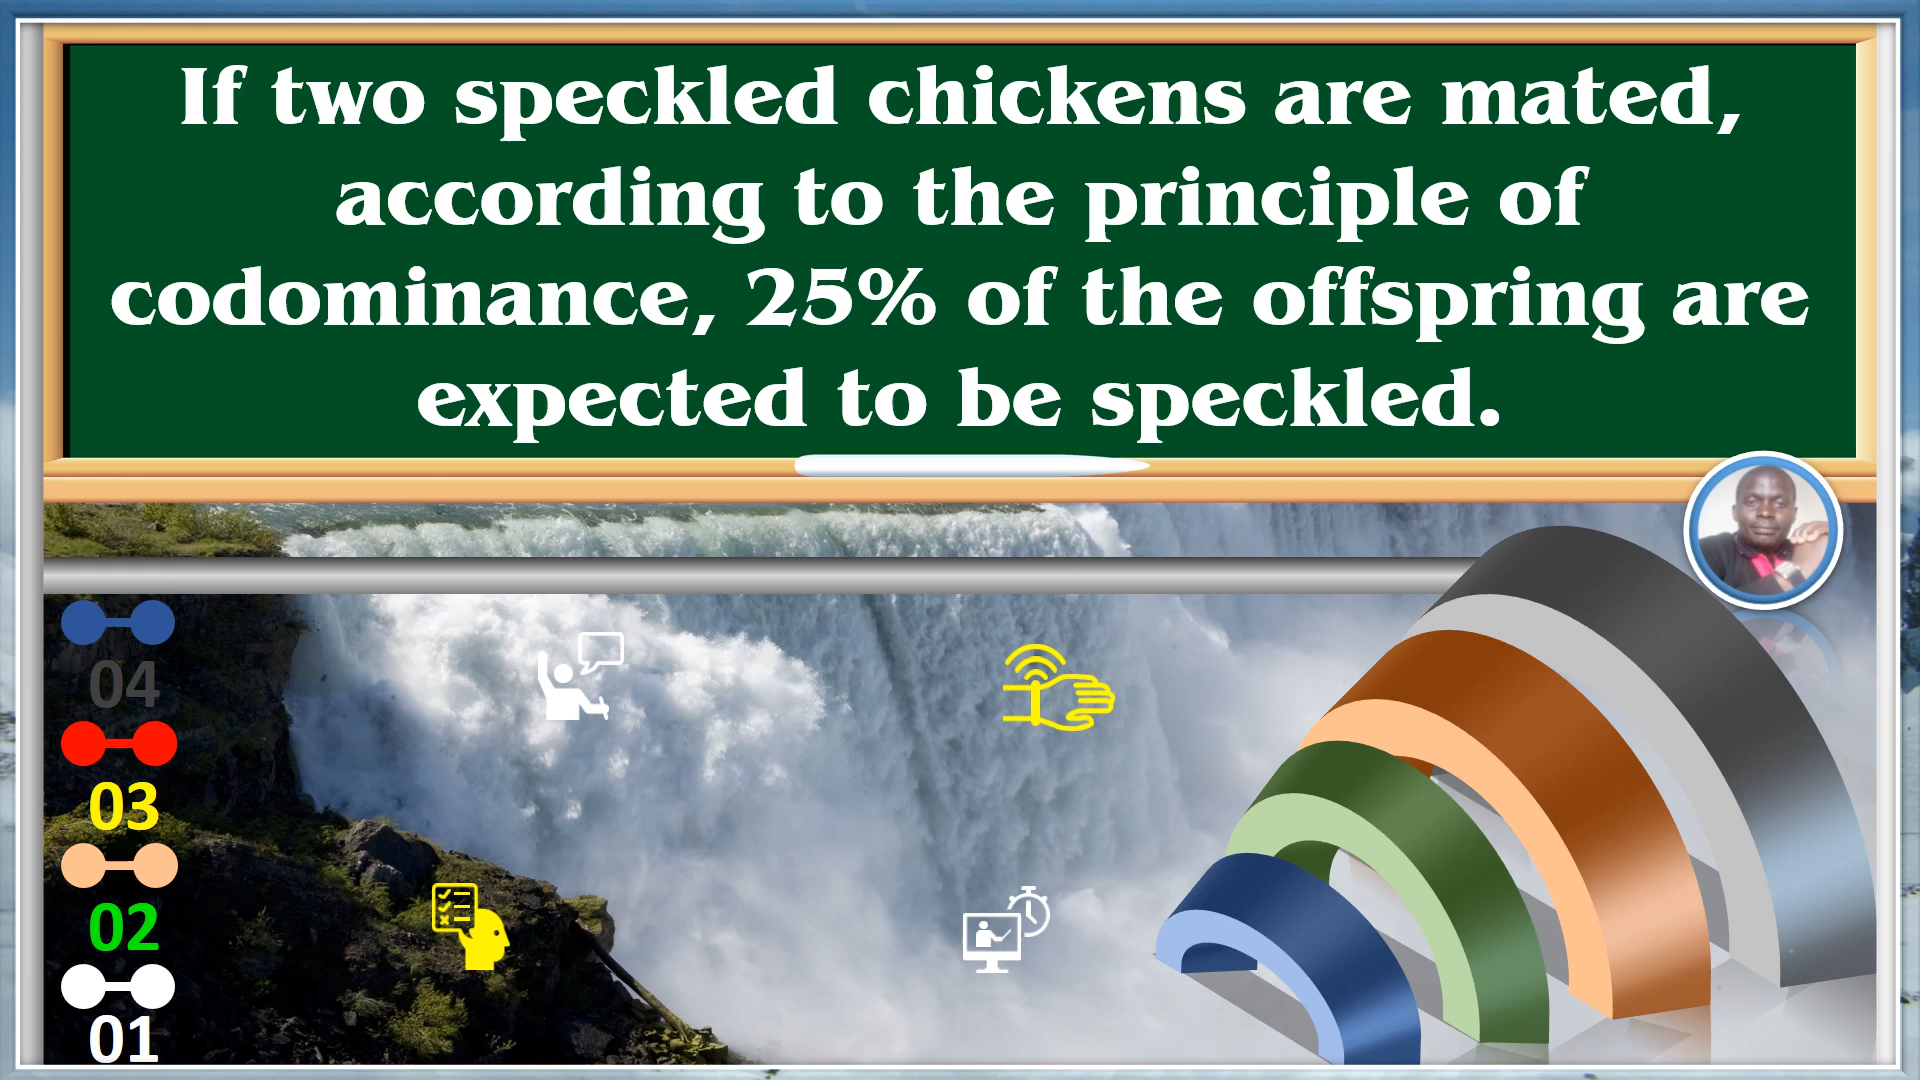 If two speckled chickens are mated,
according to the principle of
codominance, 25% of the offspring are
expected to be speckled.
04
03
02
01